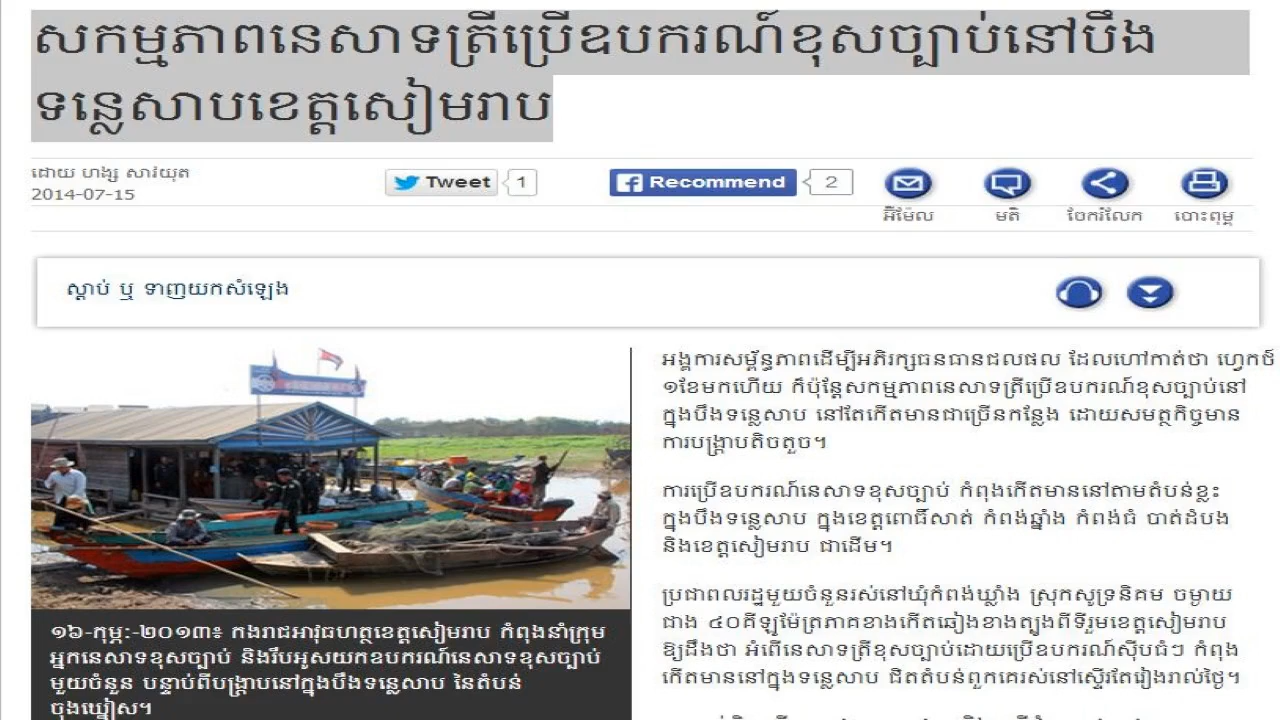 សកម្មភាពនេសាទត្រីប្រើឧបករណ៍ខុសច្បាប់នៅបឹង
ទន្លេសាបខេត្តសៀមរាប
ដោយ ហង្ស សាវយុត
2014-07-15
Tweet 1
Recommend 2
អ៊ីម៉ែល
មតិ
ចែករំលែក
បោះពុម្ព
ស្ដាប់ ឬ ទាញយកសំឡេង
អង្គការសម្ព័ន្ធភាពដើម្បីអភិរក្សធនធានជលផល ដែលហៅកាត់ថា ហ្វេកថ៍
១ខែមកហើយ ក៏ប៉ុន្តែសកម្មភាពនេសាទត្រីប្រើឧបករណ៍ខុសច្បាប់នៅ
ក្នុងបឹងទន្លេសាប នៅតែកើតមានជាច្រើនកន្លែង ដោយសមត្ថកិច្ចមាន
ការបង្ក្រាបតិចតួច។
ការប្រើឧបករណ៍នេសាទខុសច្បាប់ កំពុងកើតមាននៅតាមតំបន់ខ្លះ
ក្នុងបឹងទន្លេសាប ក្នុងខេត្តពោធិ៍សាត់ កំពង់ឆ្នាំង កំពង់ធំ បាត់ដំបង
និងខេត្តសៀមរាប ជាដើម។
ប្រជាពលរដ្ឋមួយចំនួនរស់នៅឃុំកំពង់ឃ្លាំង ស្រុកសូទ្រនិគម ចម្ងាយ
ជាង ៤០គីឡូម៉ែត្រភាគខាងកើតឆៀងខាងត្បូងពីទីរួមខេត្តសៀមរាប
ឱ្យដឹងថា អំពើនេសាទត្រីខុសច្បាប់ដោយប្រើឧបករណ៍ស៊ីបធំៗ កំពុង
កើតមាននៅក្នុងទន្លេសាប ជិតតំបន់ពួកគេរស់នៅស្ទើរតែរៀងរាល់ថ្ងៃ។
១៦-កុម្ភៈ-២០១៣៖ កងរាជអាវុធហត្ថខេត្តសៀមរាប កំពុងនាំក្រុម
អ្នកនេសាទខុសច្បាប់ និងរឹបអូសយកឧបករណ៍នេសាទខុសច្បាប់
មួយចំនួន បន្ទាប់ពីបង្ក្រាបនៅក្នុងបឹងទន្លេសាប នៃតំបន់
ចុងឃ្នៀស។